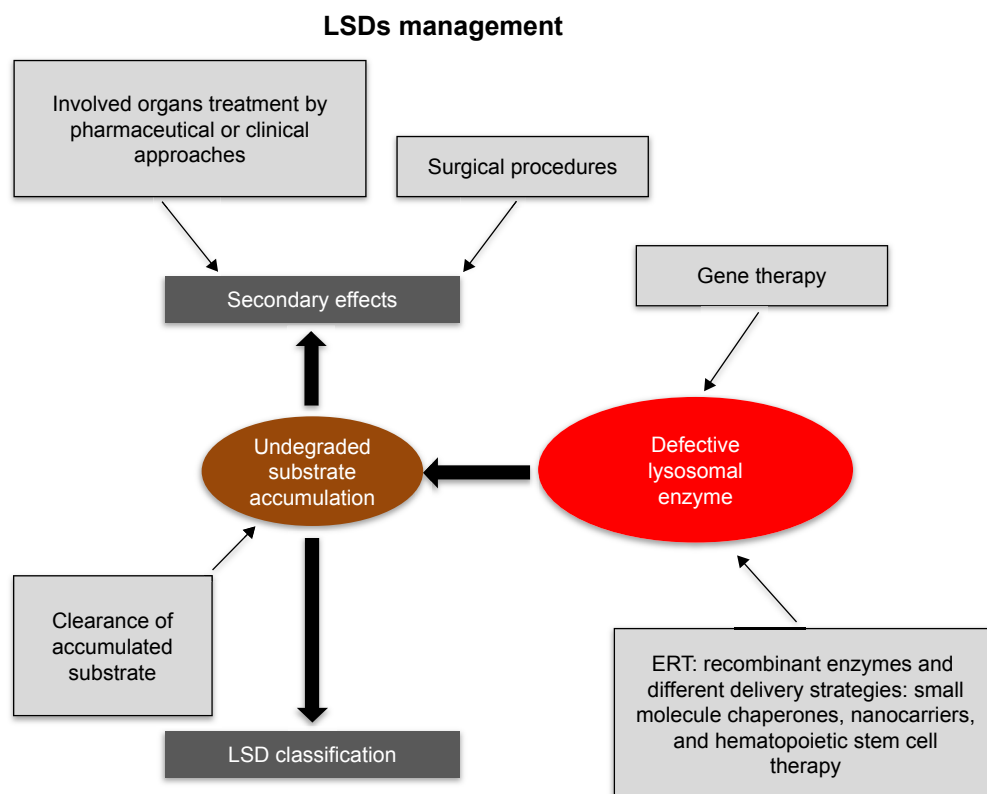 LSDs management
Involved organs treatment by
pharmaceutical or clinical
approaches
Surgical procedures
Secondary effects
Gene therapy
Undegraded
substrate
accumulation
Defective
lysosomal
enzyme
Clearance of
accumulated
substrate
ERT: recombinant enzymes and
different delivery strategies: small
molecule chaperones, nanocarriers,
and hematopoietic stem cell
therapy
LSD classification